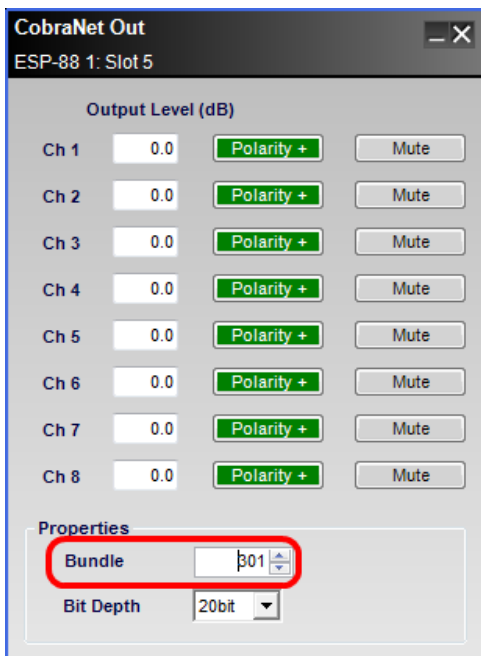 CobraNet Out
ESP-88 1: Slot 5
Output Level (dB)
Ch 1 0.0 Polarity + Mute
Ch 2 0.0 Polarity + Mute
Ch 3 0.0 Polarity + Mute
Ch 4 0.0 Polarity + Mute
Ch 5 0.0 Polarity + Mute
Ch 6 0.0 Polarity + Mute
Ch 7 0.0 Polarity + Mute
Ch 8 0.0 Polarity + Mute
Properties
Bundle 301
Bit Depth 20bit